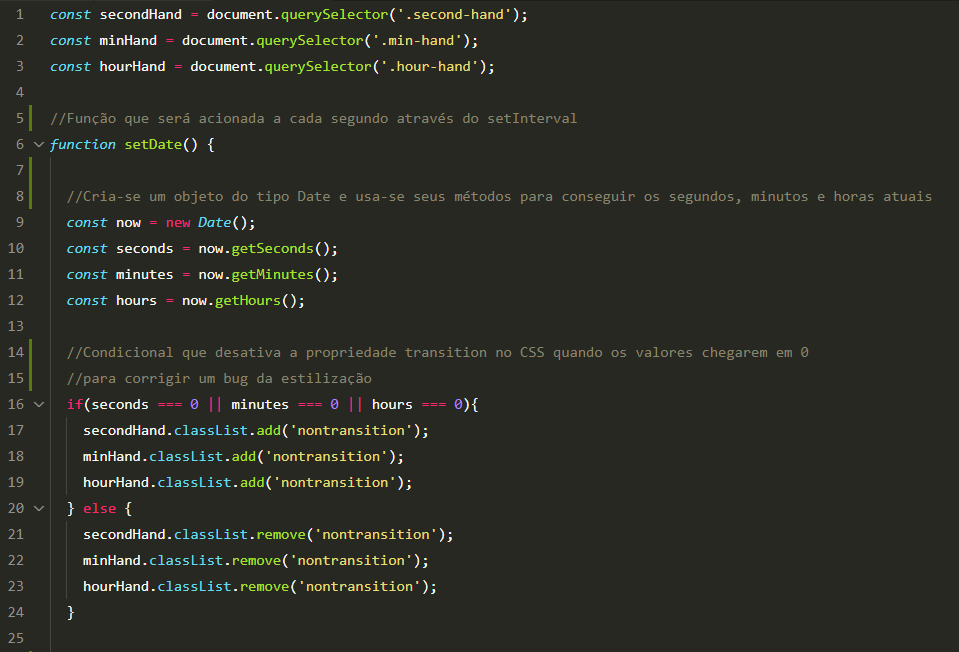 1 const secondHand = document.querySelector('.second-hand');
2 const minHand = document.querySelector('.min-hand');
3 const hourHand = document.querySelector('.hour-hand');
4
5 //Função que será acionada a cada segundo através do setInterval
6 function setDate() {
7
8 //Cria-se um objeto do tipo Date e usa-se seus métodos para conseguir os segundos, minutos e horas atuais
9 const now = new Date();
10 const seconds = now.getSeconds();
11 const minutes = now.getMinutes();
12 const hours = now.getHours();
13
14 //Condicional que desativa a propriedade transition no CSS quando os valores chegarem em 0
15 //para corrigir um bug da estilização
16 if(seconds === 0 || minutes === 0 || hours === 0){
17 secondHand.classList.add('nontransition');
18 minHand.classList.add('nontransition');
19 hourHand.classList.add('nontransition');
20 } else {
21 secondHand.classList.remove('nontransition');
22 minHand.classList.remove('nontransition');
23 hourHand.classList.remove('nontransition');
24 }
25